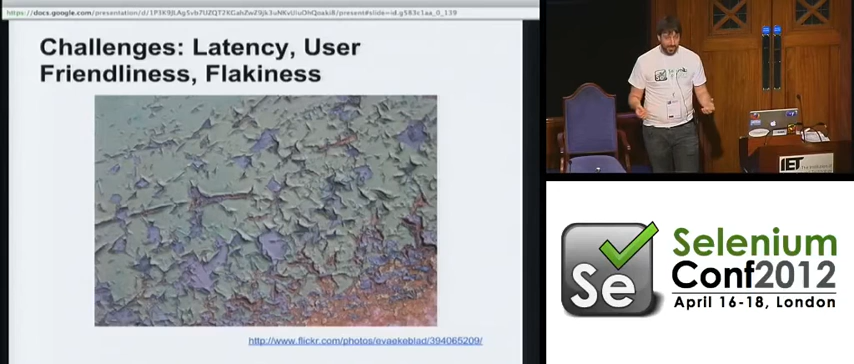 Challenges: Latency, User
Friendliness, Flakiness
http://www.flickr.com/photos/evaekeblad/394065209/
IET
Se
Selenium
Conf2012
April 16-18, London